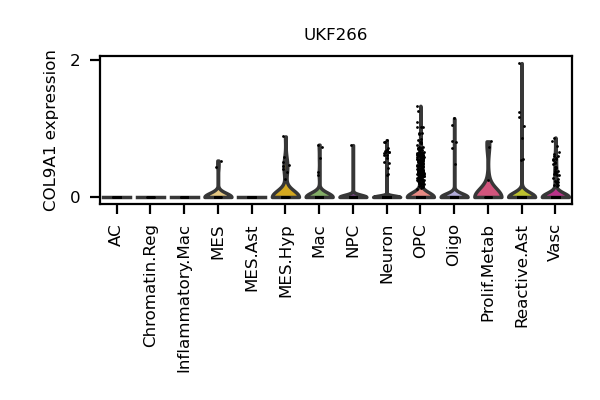 UKF266
COL9A1 expression
2
0
AC
Chromatin.Reg
Inflammatory.Mac
MES
MES.Ast
MES.Hyp
Mac
NPC
Neuron
OPC
Oligo
Prolif.Metab
Reactive.Ast
Vasc